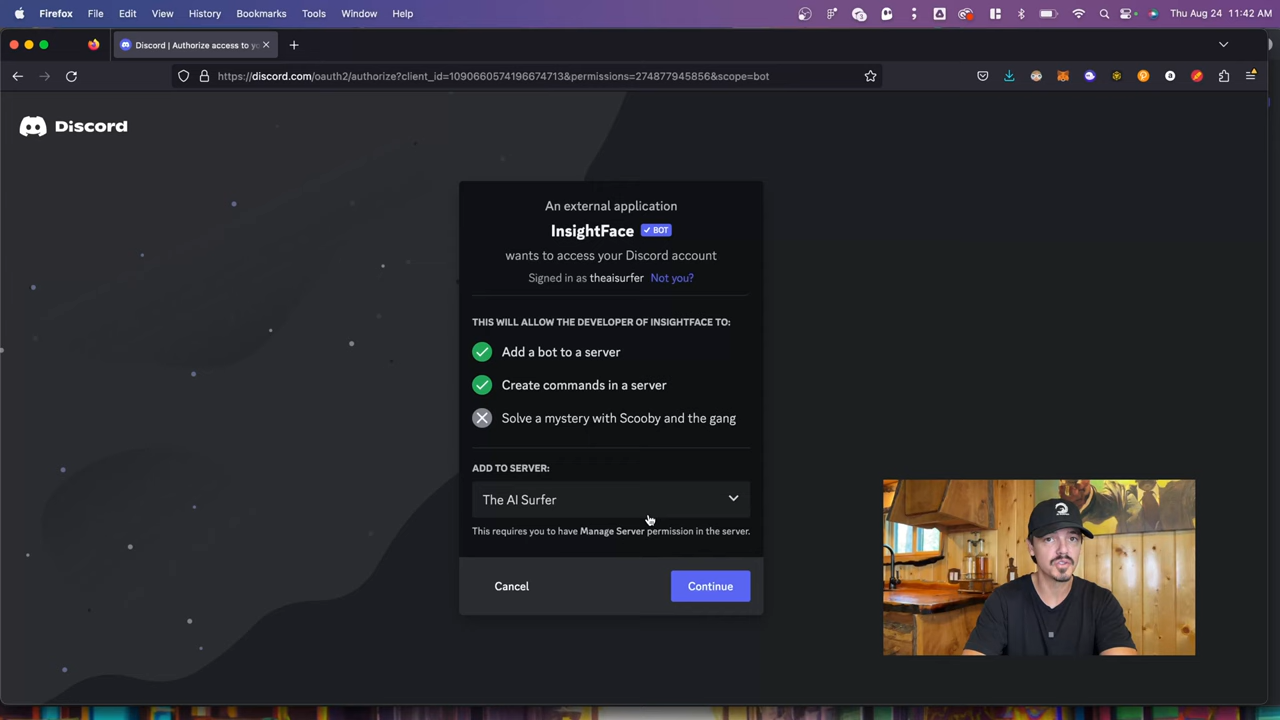 Firefox File Edit View History Bookmarks Tools Window Help Thu Aug 24 11:42 AM
Discord | Authorize access to yo
https://discord.com/oauth2/authorize?client_id=1090660574196674713&permissions=274877945856&scope=bot
Discord
An external application
InsightFace BOT
wants to access your Discord account
Signed in as theaisurfer Not you?
THIS WILL ALLOW THE DEVELOPER OF INSIGHTFACE TO:
Add a bot to a server
Create commands in a server
Solve a mystery with Scooby and the gang
ADD TO SERVER:
The AI Surfer
This requires you to have Manage Server permission in the server.
Cancel Continue